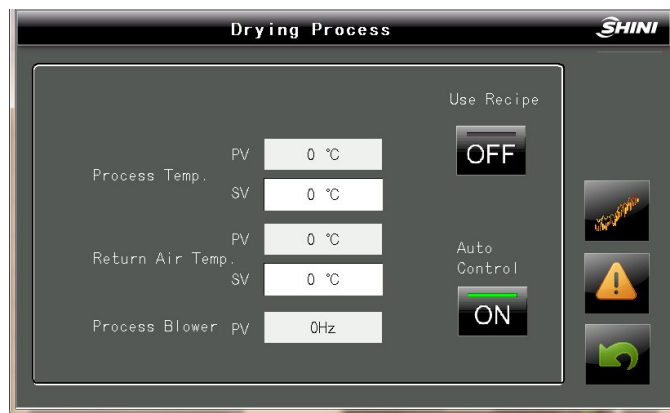 Drying Process
SHINI
Use Recipe
OFF
Process Temp.
PV 0 °C
SV 0 °C
Return Air Temp.
PV 0 °C
SV 0 °C
Auto
Control
ON
Process Blower PV 0Hz